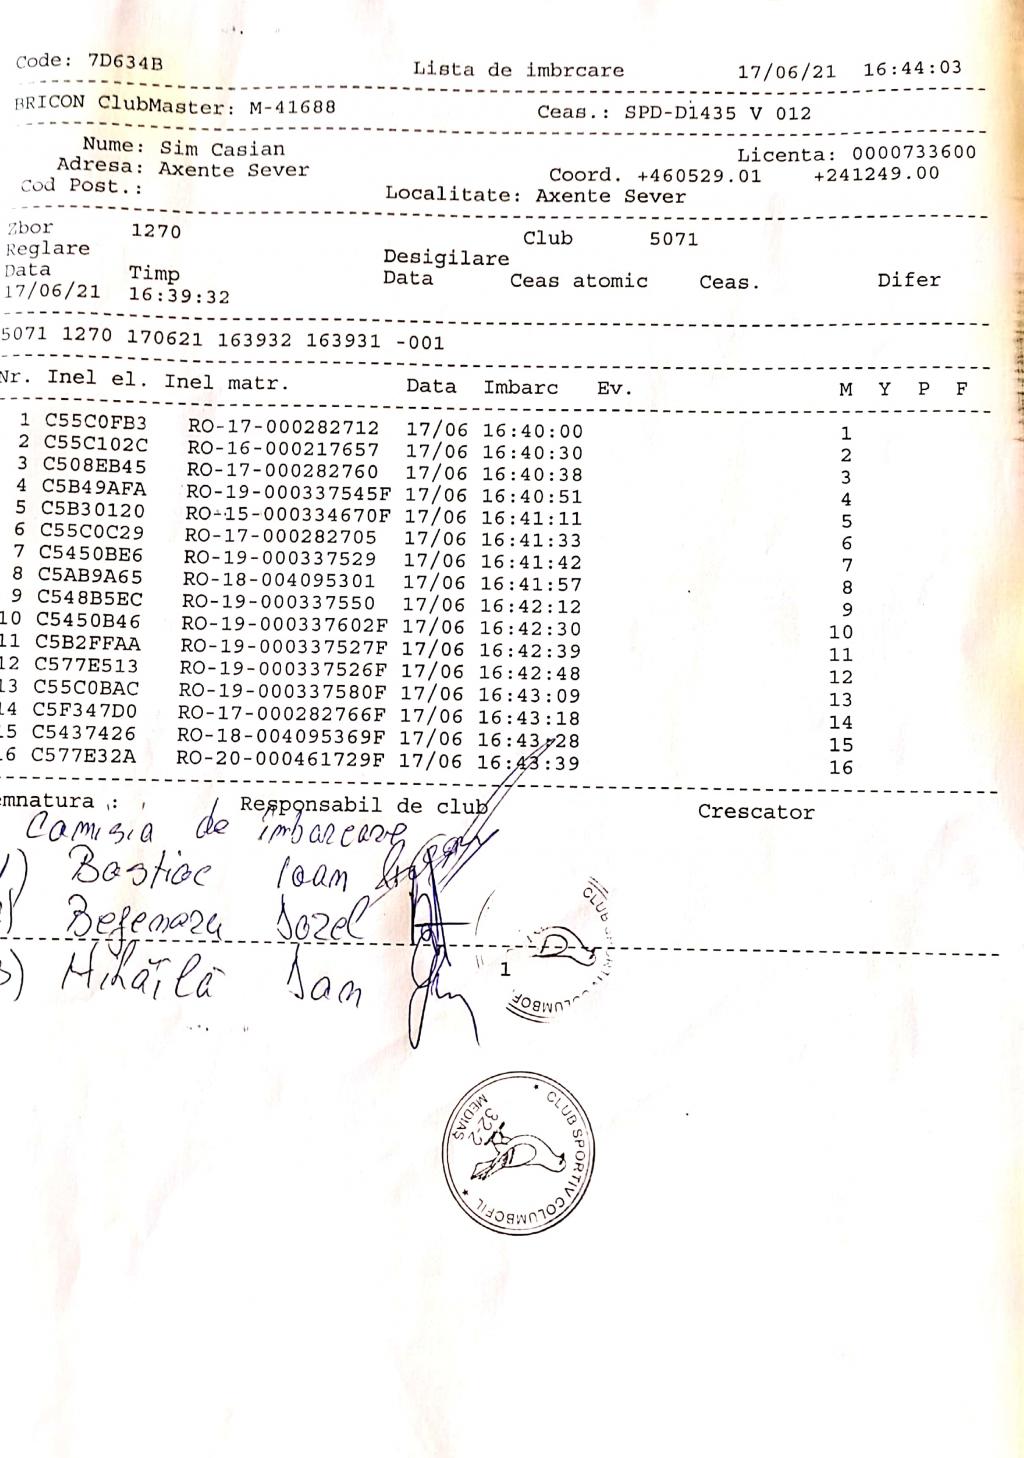 Code: 7D634B Lista de imbrcare 17/06/21 16:44:03
BRICON ClubMaster: M-41688 Ceas.: SPD-D1435 V 012
Nume: Sim Casian Licenta: 0000733600
Adresa: Axente Sever Coord. +460529.01 +241249.00
Cod Post.: Localitate: Axente Sever
Zbor 1270 Club 5071
Reglare Desigilare
Data Timp Data Ceas atomic Ceas. Difer
17/06/21 16:39:32
5071 1270 170621 163932 163931 -001
Nr. Inel el. Inel matr. Data Imbarc Ev. M Y P F
1 C55C0FB3 RO-17-000282712 17/06 16:40:00 1
2 C55C102C RO-16-000217657 17/06 16:40:30 2
3 C508EB45 RO-17-000282760 17/06 16:40:38 3
4 C5B49AFA RO-19-000337545F 17/06 16:40:51 4
5 C5B30120 RO-15-000334670F 17/06 16:41:11 5
6 C55C0C29 RO-17-000282705 17/06 16:41:33 6
7 C5450BE6 RO-19-000337529 17/06 16:41:42 7
8 C5AB9A65 RO-18-004095301 17/06 16:41:57 8
9 C548B5EC RO-19-000337550 17/06 16:42:12 9
10 C5450B46 RO-19-000337602F 17/06 16:42:30 10
11 C5B2FFAA RO-19-000337527F 17/06 16:42:39 11
12 C577E513 RO-19-000337526F 17/06 16:42:48 12
13 C55C0BAC RO-19-000337580F 17/06 16:43:09 13
14 C5F347D0 RO-17-000282766F 17/06 16:43:18 14
15 C5437426 RO-18-004095369F 17/06 16:43:28 15
16 C577E32A RO-20-000461729F 17/06 16:43:39 16
emnatura : Responsabil de club Crescator
Comisia de imbarcare
1) Bostioc Ioan
2) Bejenaru Dorel
3) Mihăilă Dan
1
CLUB SPORTIV COLUMBOFIL
CLUB SPORTIV COLUMBOFIL
MEDIAȘ
32-2